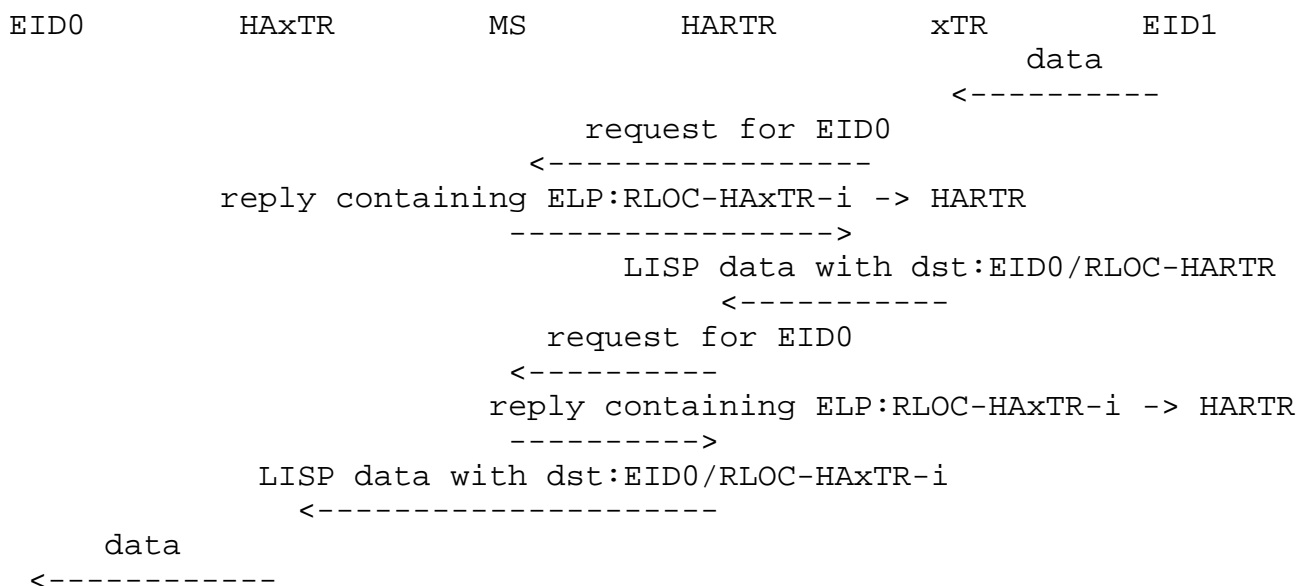 EID0 HAxTR MS HARTR xTR EID1
data
<----------
request for EID0
<-----------------
reply containing ELP:RLOC-HAxTR-i -> HARTR
----------------->
LISP data with dst:EID0/RLOC-HARTR
<-----------
request for EID0
<----------
reply containing ELP:RLOC-HAxTR-i -> HARTR
---------->
LISP data with dst:EID0/RLOC-HAxTR-i
<---------------------
data
<------------